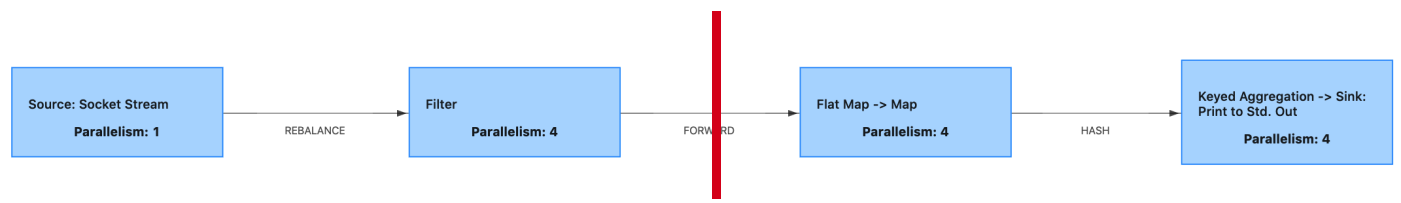 Source: Socket Stream
Parallelism: 1
REBALANCE
Filter
Parallelism: 4
FORWARD
Flat Map -> Map
Parallelism: 4
HASH
Keyed Aggregation -> Sink:
Print to Std. Out
Parallelism: 4